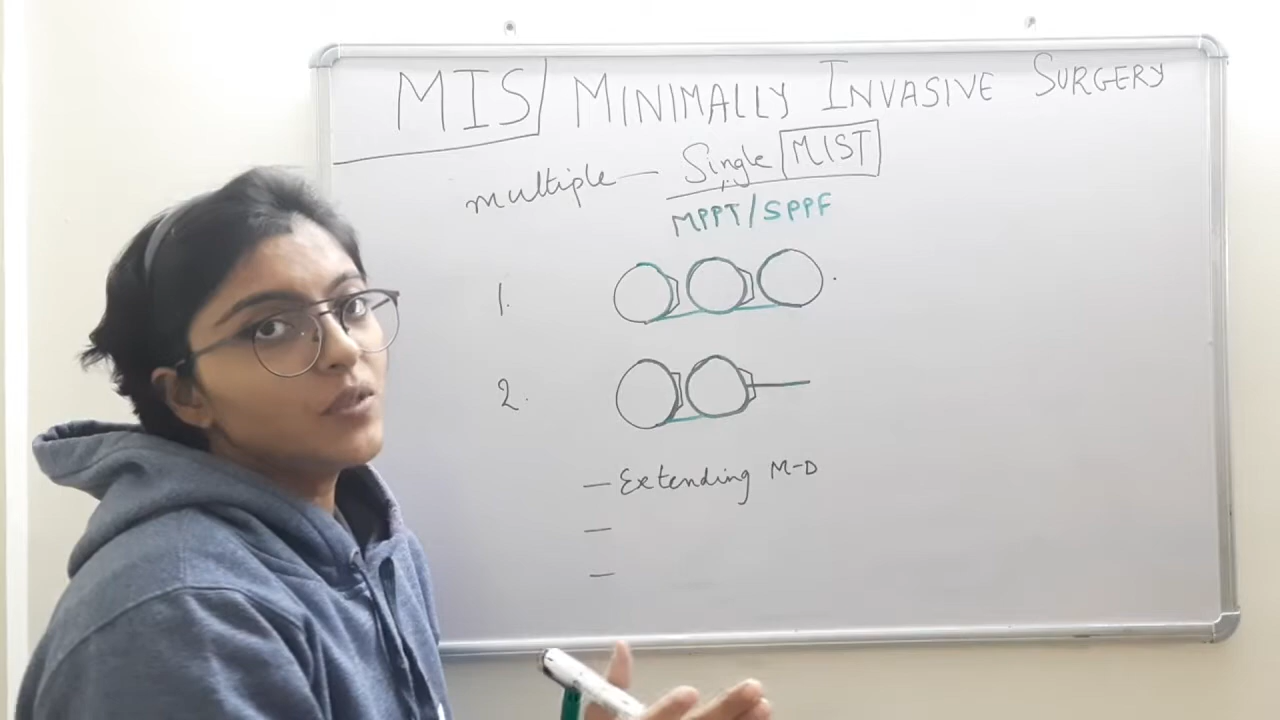 MIS/ MINIMALLY INVASIVE SURGERY
multiple — Single MIST
MPPT/SPPF
1.
2.
— Extending M-D
—
—